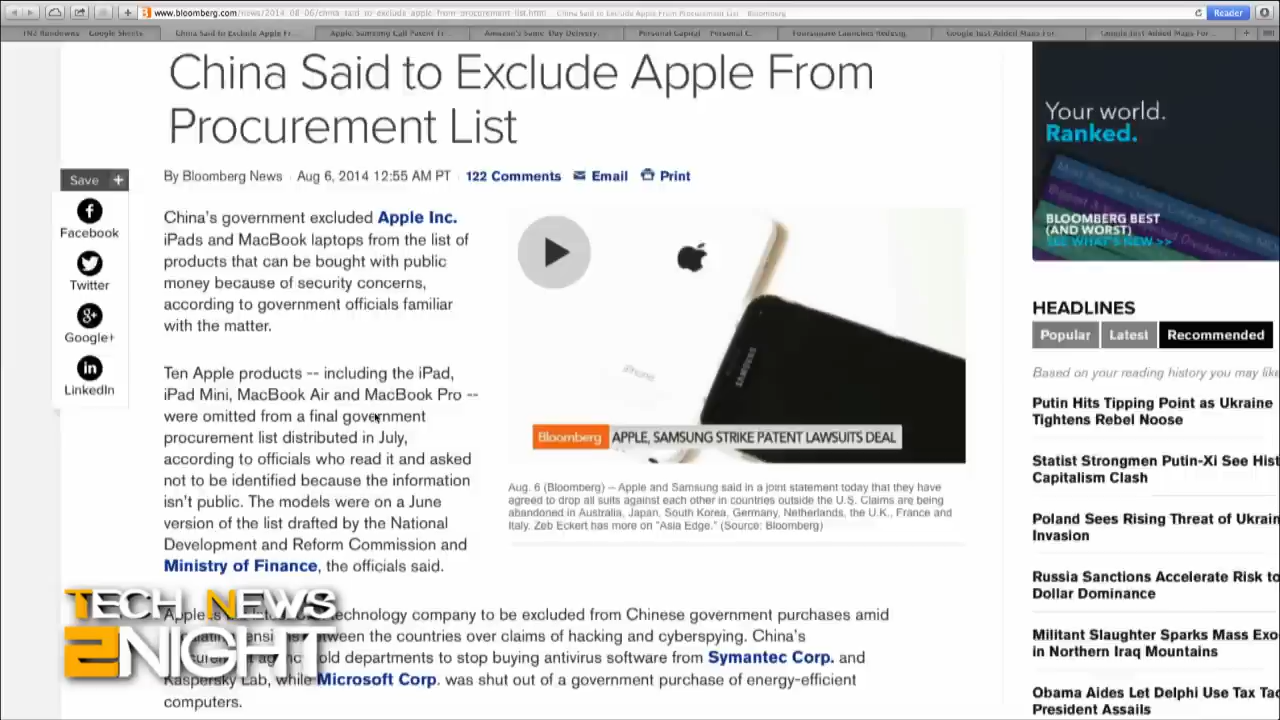 www.bloomberg.com/news/2014_08_06/china_said_to_exclude_apple_from_procurement_list.html China Said to Exclude Apple From Procurement List Bloomberg
Reader
TN2 Rundowns Google Sheets
China Said to Exclude Apple Fr...
Apple, Samsung Call Patent Tr...
Amazon's Same-Day Delivery
Personal Capital Personal C...
Foursquare Launches Redesig...
Google Just Added Maps For...
Google Just Added Maps For...
China Said to Exclude Apple From
Procurement List
By Bloomberg News Aug 6, 2014 12:55 AM PT 122 Comments Email Print
Save +
Facebook
Twitter
Google+
LinkedIn
China's government excluded Apple Inc.
iPads and MacBook laptops from the list of
products that can be bought with public
money because of security concerns,
according to government officials familiar
with the matter.
Ten Apple products -- including the iPad,
iPad Mini, MacBook Air and MacBook Pro --
were omitted from a final government
procurement list distributed in July,
according to officials who read it and asked
not to be identified because the information
isn't public. The models were on a June
version of the list drafted by the National
Development and Reform Commission and
Ministry of Finance, the officials said.
iPhone
SAMSUNG
Bloomberg APPLE, SAMSUNG STRIKE PATENT LAWSUITS DEAL
Aug. 6 (Bloomberg) -- Apple and Samsung said in a joint statement today that they have
agreed to drop all suits against each other in countries outside the U.S. Claims are being
abandoned in Australia, Japan, South Korea, Germany, Netherlands, the U.K., France and
Italy. Zeb Eckert has more on "Asia Edge." (Source: Bloomberg)
Apple is technology company to be excluded from Chinese government purchases amid
between the countries over claims of hacking and cyberspying. China's
told departments to stop buying antivirus software from Symantec Corp. and
Kaspersky Lab, while Microsoft Corp. was shut out of a government purchase of energy-efficient
computers.
TECH NEWS
2NIGHT
Your world.
Ranked.
BLOOMBERG BEST
(AND WORST)
SEE WHAT'S NEW >>
HEADLINES
Popular Latest Recommended
Based on your reading history you may like
Putin Hits Tipping Point as Ukraine
Tightens Rebel Noose
Statist Strongmen Putin-Xi See Hist
Capitalism Clash
Poland Sees Rising Threat of Ukrain
Invasion
Russia Sanctions Accelerate Risk to
Dollar Dominance
Militant Slaughter Sparks Mass Exo
in Northern Iraq Mountains
Obama Aides Let Delphi Use Tax Tac
President Assails